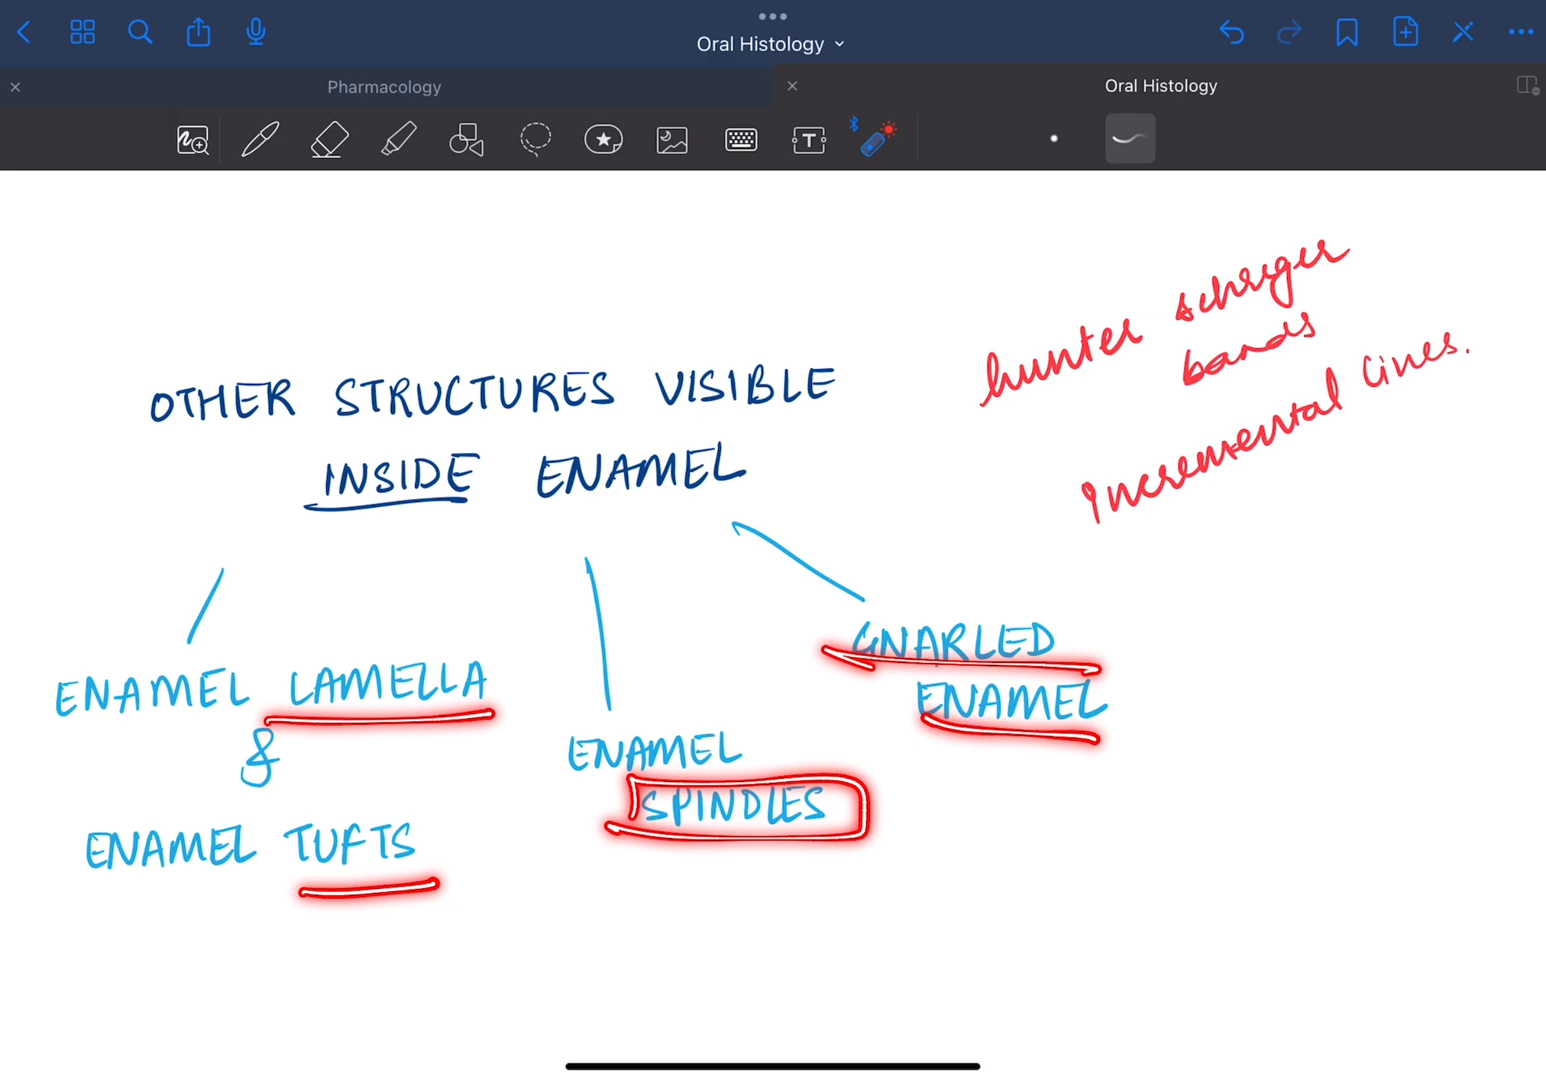 Oral Histology
Pharmacology
Oral Histology
T
hunter schreger
bands
Incremental lines.
OTHER STRUCTURES VISIBLE
INSIDE ENAMEL
GNARLED
ENAMEL
ENAMEL LAMELLA
&
ENAMEL TUFTS
ENAMEL
SPINDLES